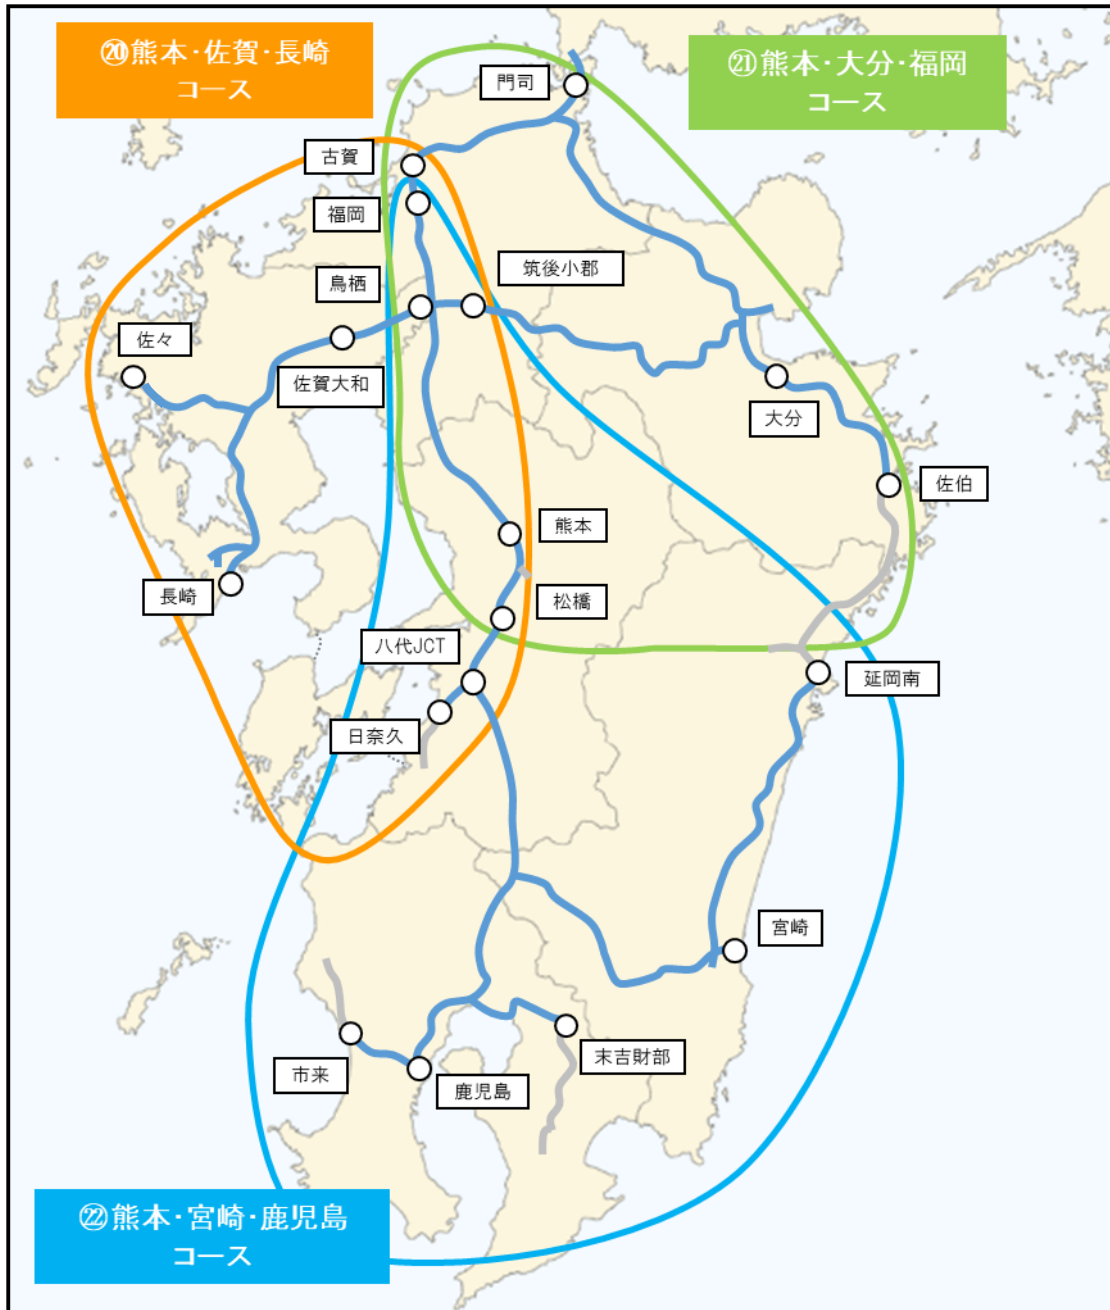 ⑳熊本・佐賀・長崎
コース
㉑熊本・大分・福岡
コース
門司
古賀
福岡
筑後小郡
鳥栖
佐々
佐賀大和
大分
佐伯
熊本
長崎
松橋
八代JCT
延岡南
日奈久
宮崎
末吉財部
市来
鹿児島
㉒熊本・宮崎・鹿児島
コース